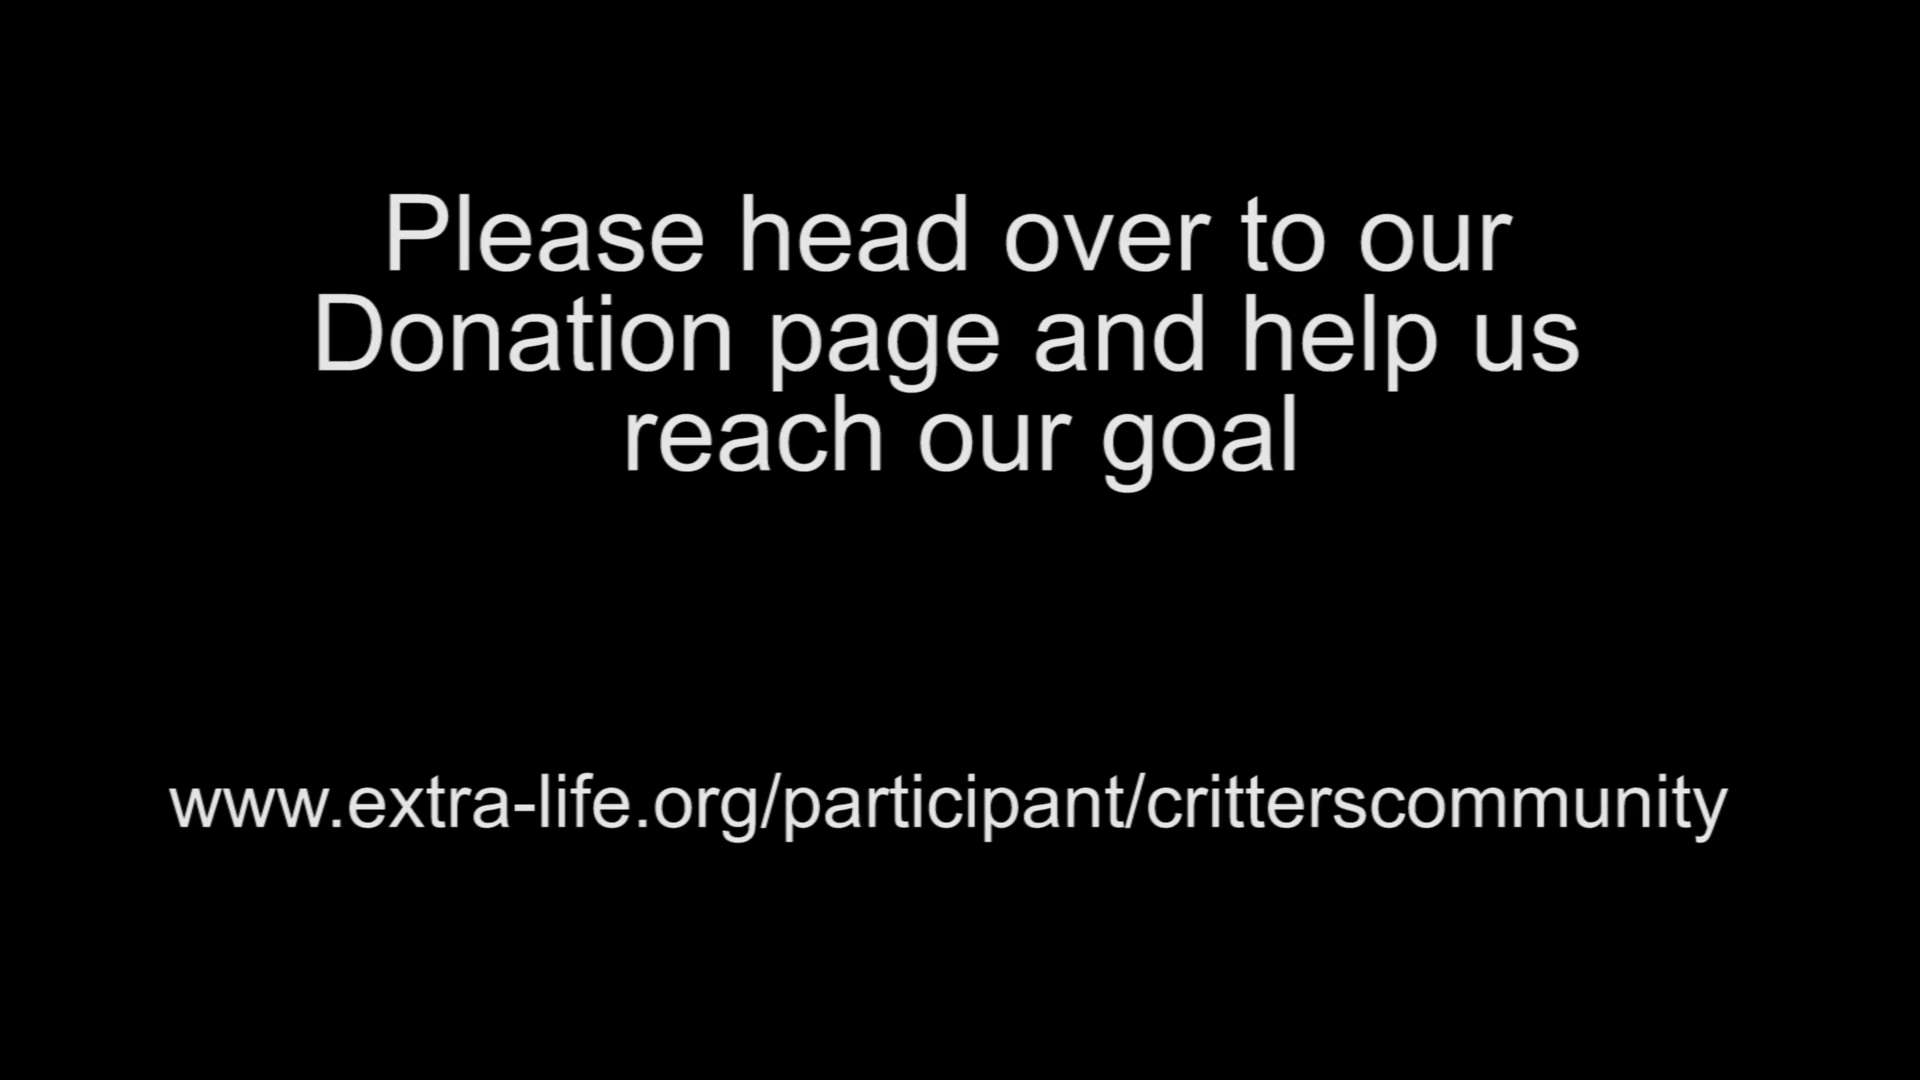 Please head over to our
Donation page and help us
reach our goal
www.extra-life.org/participant/critterscommunity